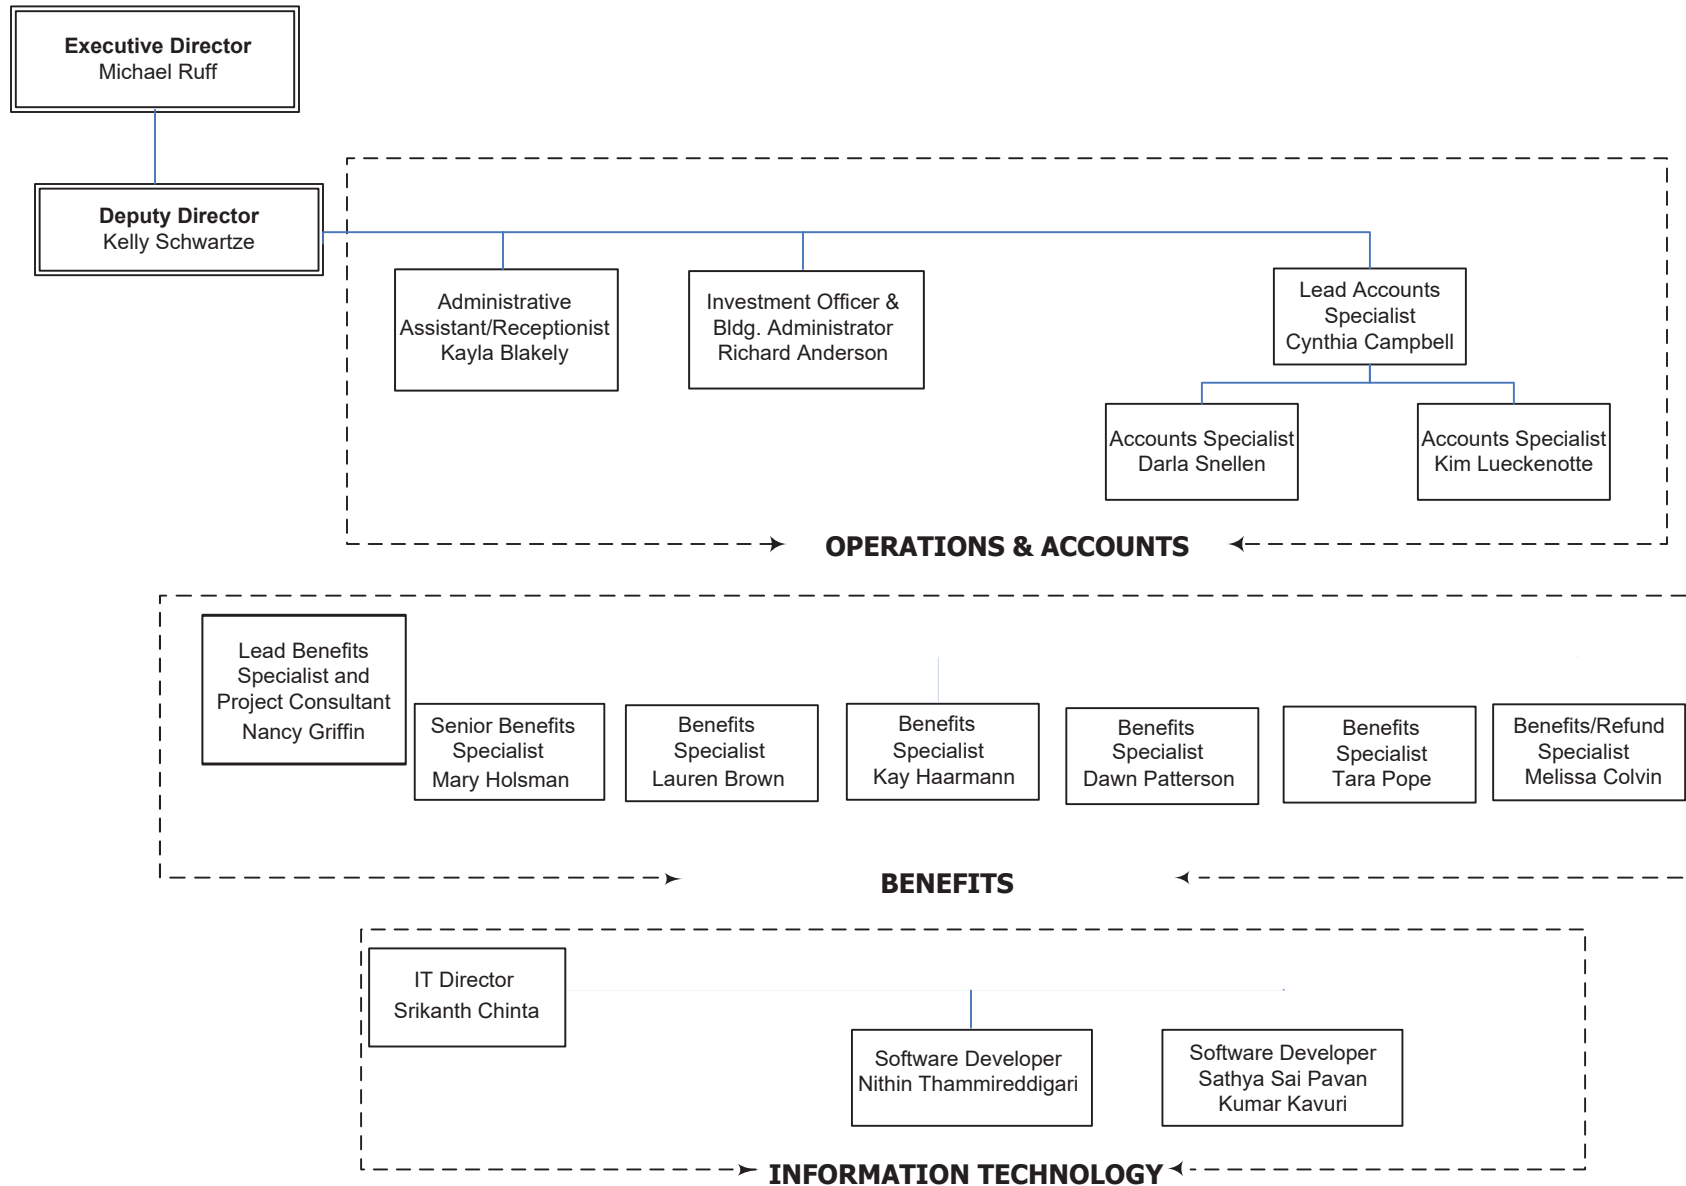 Executive Director
Michael Ruff
Deputy Director
Kelly Schwartze
Administrative
Assistant/Receptionist
Kayla Blakely
Investment Officer &
Bldg. Administrator
Richard Anderson
Lead Accounts
Specialist
Cynthia Campbell
Accounts Specialist
Darla Snellen
Accounts Specialist
Kim Lueckenotte
OPERATIONS & ACCOUNTS
Lead Benefits
Specialist and
Project Consultant
Nancy Griffin
Senior Benefits
Specialist
Mary Holsman
Benefits
Specialist
Lauren Brown
Benefits
Specialist
Kay Haarmann
Benefits
Specialist
Dawn Patterson
Benefits
Specialist
Tara Pope
Benefits/Refund
Specialist
Melissa Colvin
BENEFITS
IT Director
Srikanth Chinta
Software Developer
Nithin Thammireddigari
Software Developer
Sathya Sai Pavan
Kumar Kavuri
INFORMATION TECHNOLOGY